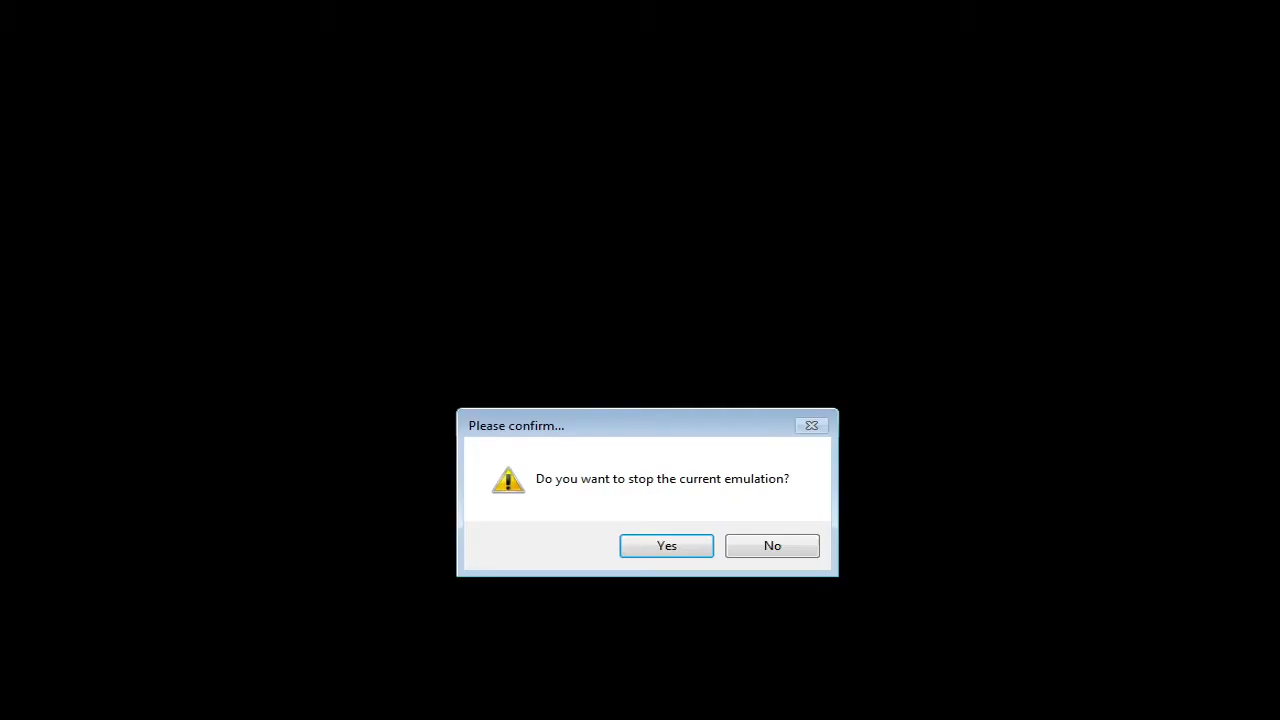 Please confirm...
Do you want to stop the current emulation?
Yes
No